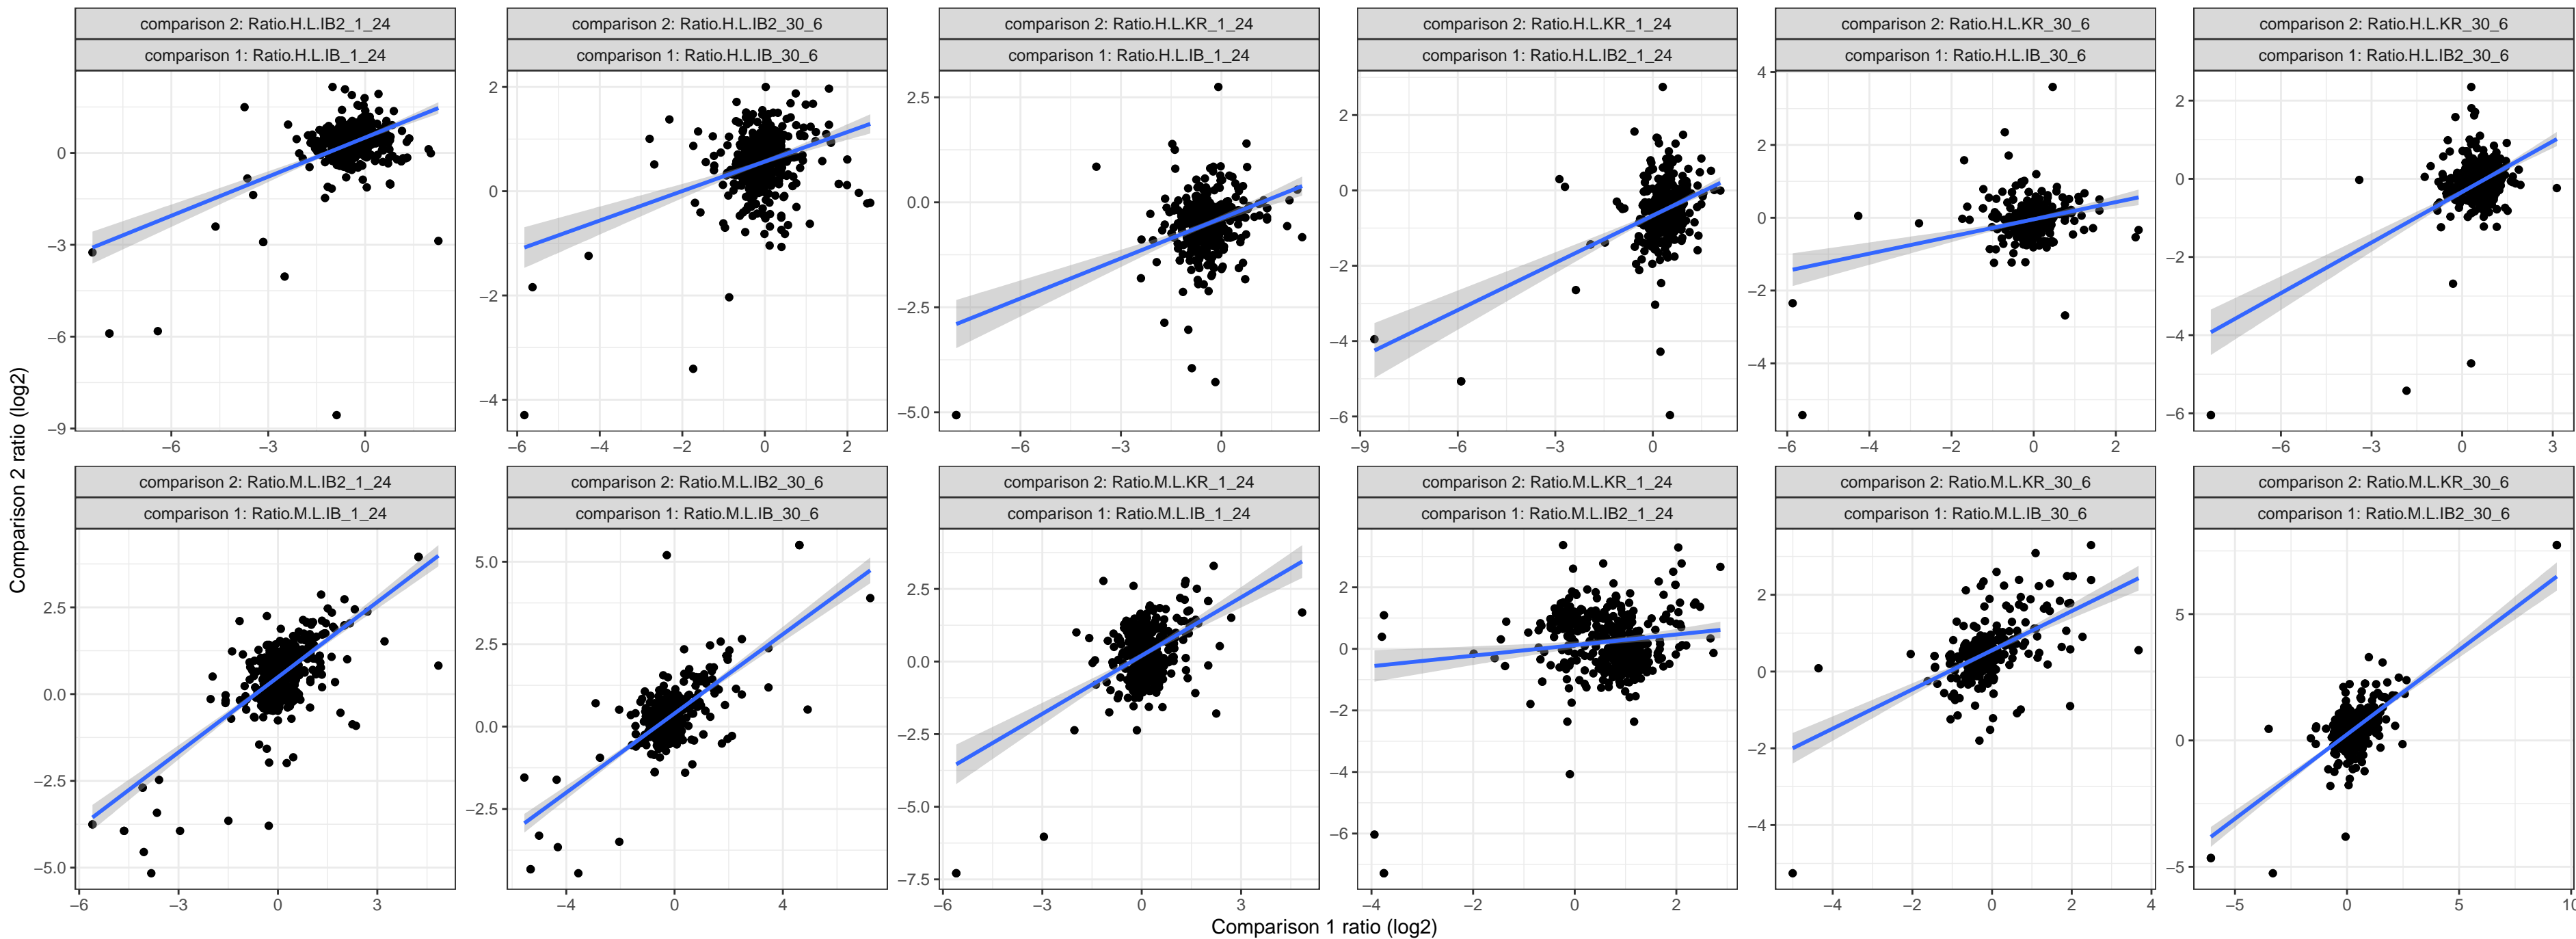 comparison 2: Ratio.H.L.IB2_1_24
comparison 1: Ratio.H.L.IB_1_24
comparison 2: Ratio.H.L.IB2_30_6
comparison 1: Ratio.H.L.IB_30_6
comparison 2: Ratio.H.L.KR_1_24
comparison 1: Ratio.H.L.IB_1_24
comparison 2: Ratio.H.L.KR_1_24
comparison 1: Ratio.H.L.IB2_1_24
comparison 2: Ratio.H.L.KR_30_6
comparison 1: Ratio.H.L.IB_30_6
comparison 2: Ratio.H.L.KR_30_6
comparison 1: Ratio.H.L.IB2_30_6
0
−3
−6
−9
−6 −3 0
2
0
−2
−4
−6 −4 −2 0 2
2.5
0.0
−2.5
−5.0
−6 −3 0
2
0
−2
−4
−6
−9 −6 −3 0
4
2
0
−2
−4
−6 −4 −2 0 2
2
0
−2
−4
−6
−6 −3 0 3
comparison 2: Ratio.M.L.IB2_1_24
comparison 1: Ratio.M.L.IB_1_24
comparison 2: Ratio.M.L.IB2_30_6
comparison 1: Ratio.M.L.IB_30_6
comparison 2: Ratio.M.L.KR_1_24
comparison 1: Ratio.M.L.IB_1_24
comparison 2: Ratio.M.L.KR_1_24
comparison 1: Ratio.M.L.IB2_1_24
comparison 2: Ratio.M.L.KR_30_6
comparison 1: Ratio.M.L.IB_30_6
comparison 2: Ratio.M.L.KR_30_6
comparison 1: Ratio.M.L.IB2_30_6
2.5
0.0
−2.5
−5.0
−6 −3 0 3
5.0
2.5
0.0
−2.5
−4 0 4
2.5
0.0
−2.5
−5.0
−7.5
−6 −3 0 3
2
0
−2
−4
−6
−4 −2 0 2
2
0
−2
−4
−4 −2 0 2 4
5
0
−5
−5 0 5 10
Comparison 2 ratio (log2)
Comparison 1 ratio (log2)